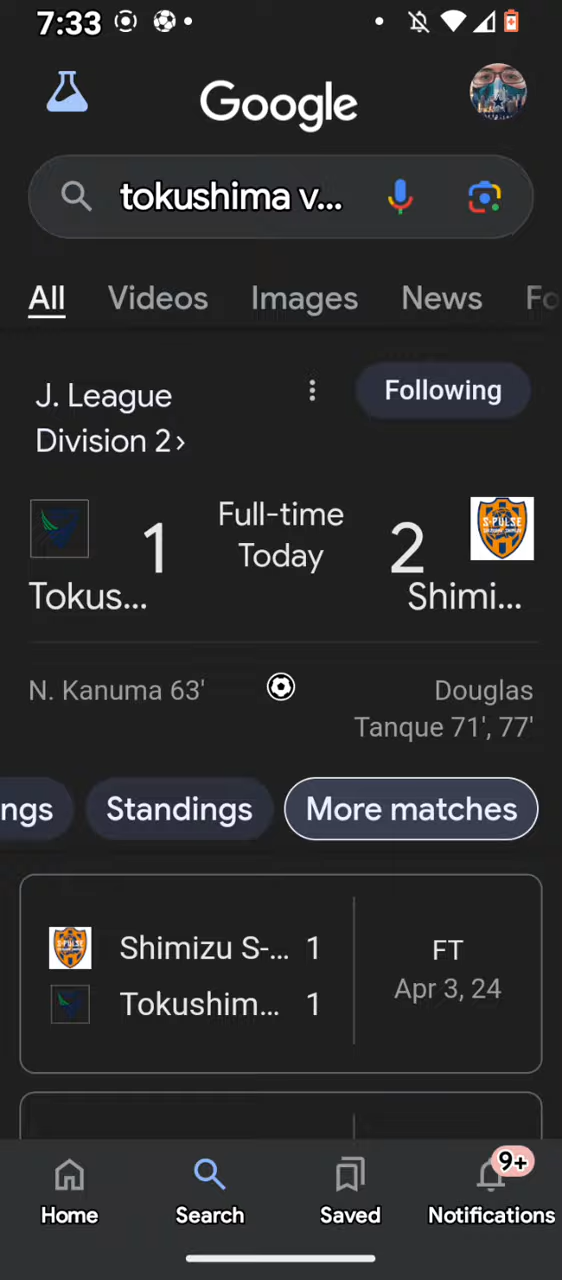 7:33
Google
tokushima v...
All Videos Images News Fo
J. League
Division 2 ›
Following
1 Full-time 2
Today
Tokus... Shimi...
N. Kanuma 63' Douglas
Tanque 71', 77'
ngs Standings More matches
Shimizu S-... 1
Tokushim... 1
FT
Apr 3, 24
9+
Home Search Saved Notifications